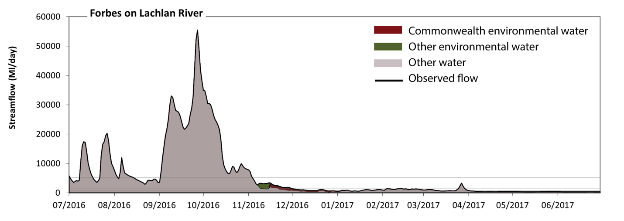 Forbes on Lachlan River
Commonwealth environmental water
Other environmental water
Other water
Observed flow
Streamflow (Ml/day)
60000
50000
40000
30000
20000
10000
0
07/2016 08/2016 09/2016 10/2016 11/2016 12/2016 01/2017 02/2017 03/2017 04/2017 05/2017 06/2017